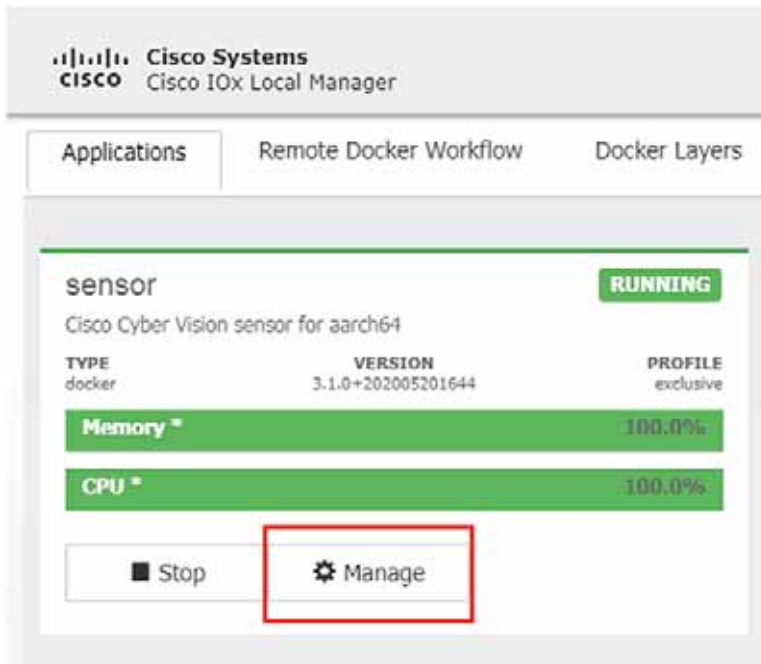 Cisco Systems
CISCO Cisco IOx Local Manager
Applications Remote Docker Workflow Docker Layers
sensor RUNNING
Cisco Cyber Vision sensor for aarch64
TYPE VERSION PROFILE
docker 3.1.0+202005201644 exclusive
Memory * 100.0%
CPU * 100.0%
Stop Manage